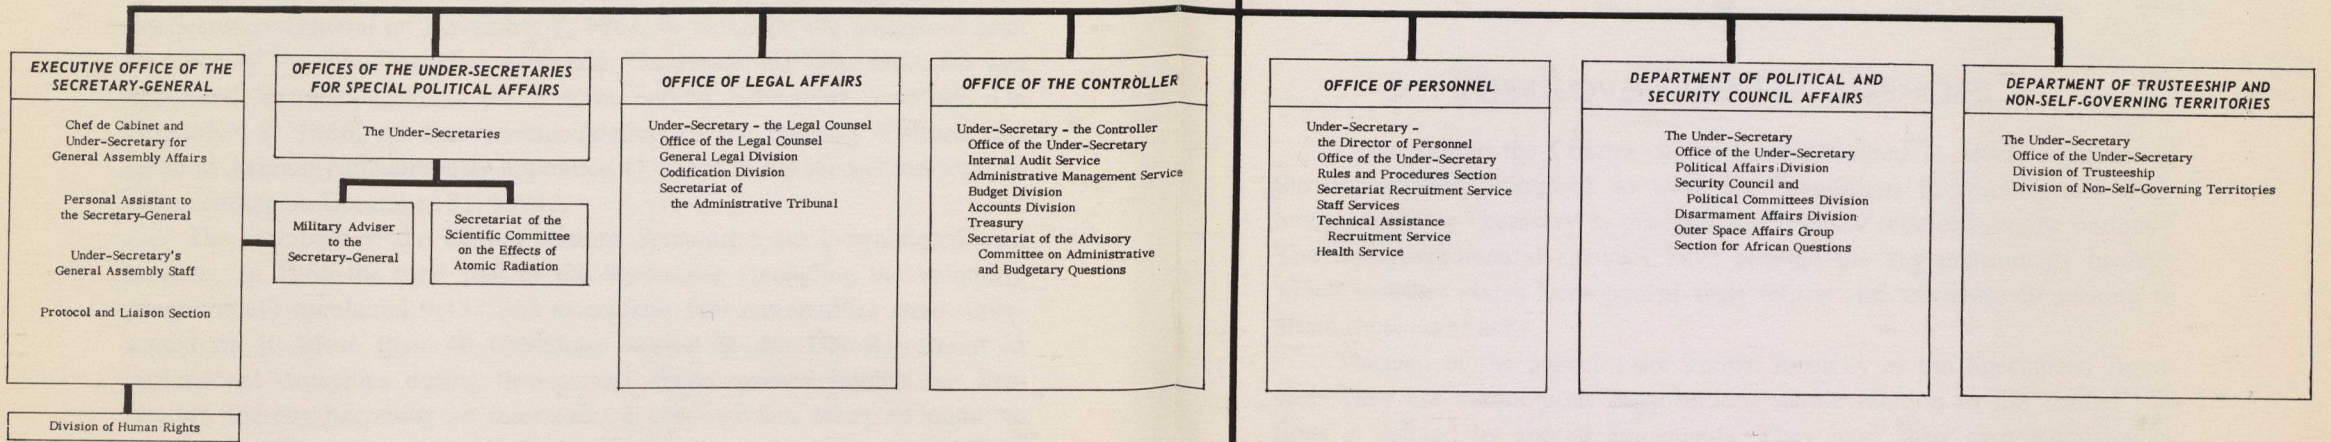 EXECUTIVE OFFICE OF THE
SECRETARY-GENERAL
Chef de Cabinet and
Under-Secretary for
General Assembly Affairs
Personal Assistant to
the Secretary-General
Under-Secretary's
General Assembly Staff
Protocol and Liaison Section
Division of Human Rights
OFFICES OF THE UNDER-SECRETARIES
FOR SPECIAL POLITICAL AFFAIRS
The Under-Secretaries
Military Adviser
to the
Secretary-General
Secretariat of the
Scientific Committee
on the Effects of
Atomic Radiation
OFFICE OF LEGAL AFFAIRS
Under-Secretary - the Legal Counsel
Office of the Legal Counsel
General Legal Division
Codification Division
Secretariat of
the Administrative Tribunal
OFFICE OF THE CONTROLLER
Under-Secretary - the Controller
Office of the Under-Secretary
Internal Audit Service
Administrative Management Service
Budget Division
Accounts Division
Treasury
Secretariat of the Advisory
Committee on Administrative
and Budgetary Questions
OFFICE OF PERSONNEL
Under-Secretary -
the Director of Personnel
Office of the Under-Secretary
Rules and Procedures Section
Secretariat Recruitment Service
Staff Services
Technical Assistance
Recruitment Service
Health Service
DEPARTMENT OF POLITICAL AND
SECURITY COUNCIL AFFAIRS
The Under-Secretary
Office of the Under-Secretary
Political Affairs Division
Security Council and
Political Committees Division
Disarmament Affairs Division
Outer Space Affairs Group
Section for African Questions
DEPARTMENT OF TRUSTEESHIP AND
NON-SELF-GOVERNING TERRITORIES
The Under-Secretary
Office of the Under-Secretary
Division of Trusteeship
Division of Non-Self-Governing Territories